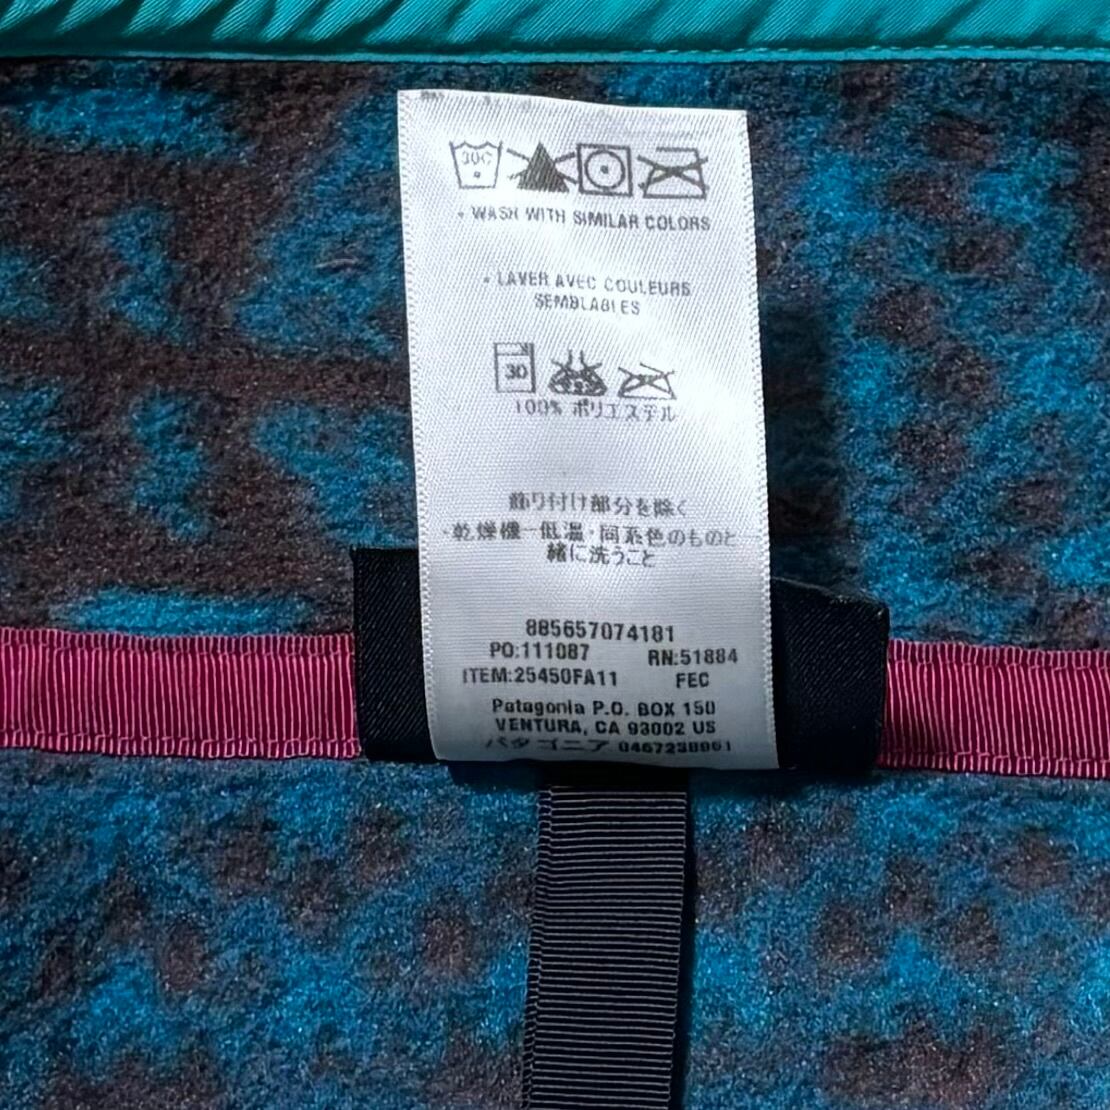 30C
• WASH WITH SIMILAR COLORS
• LAVER AVEC COULEURS
SEMBLABLES
30
100% ポリエステル
飾り付け部分を除く
・乾燥機一低温・同系色のものと
緒に洗うこと
885657074181
PO:111087 RN:51884
ITEM:25450FA11 FEC
Patagonia P.O. BOX 150
VENTURA, CA 93002 US
パタゴニア